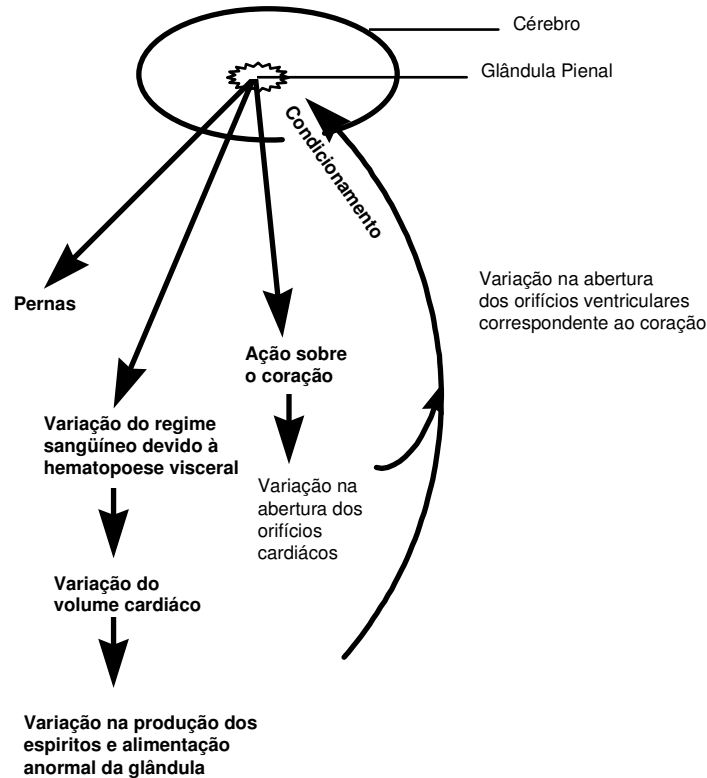 Cérebro
Glândula Pienal
Condicionamento
Pernas
Variação na abertura
dos orifícios ventriculares
correspondente ao coração
Ação sobre
o coração
Variação do regime
sangüíneo devido à
hematopoese visceral
Variação na
abertura dos
orifícios
cardiácos
Variação do
volume cardiáco
Variação na produção dos
espiritos e alimentação
anormal da glândula